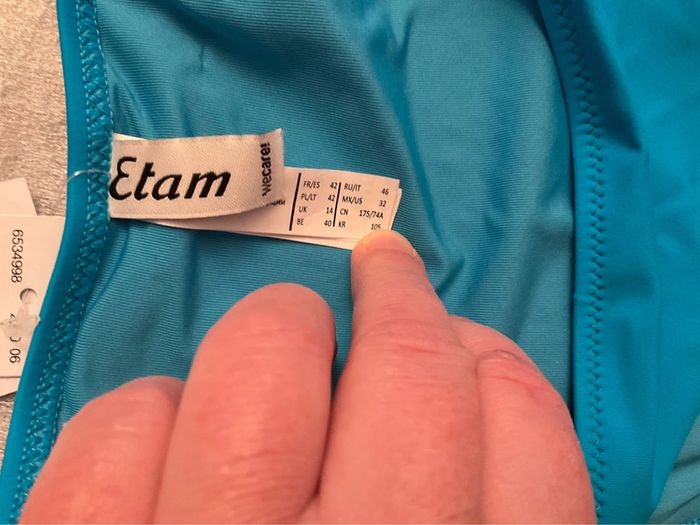 Etam
wecare!
FR/ES 42 RU/IT 46
PL/LT 42 MX/US 32
UK 14 CN 175/74A
BE 40 KR 105
6534998
06